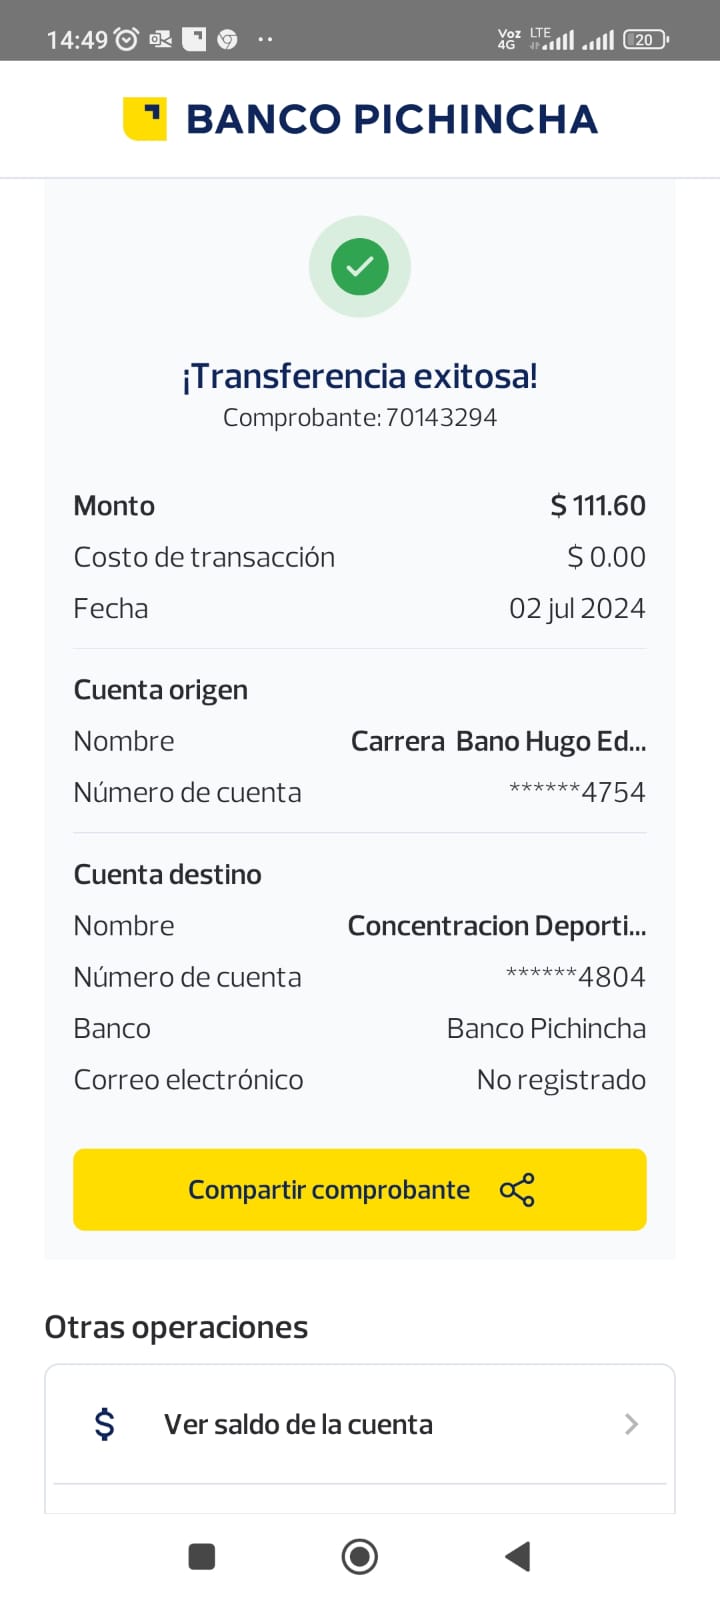 14:49
Voz 4G LTE 20
BANCO PICHINCHA
¡Transferencia exitosa!
Comprobante: 70143294
Monto $ 111.60
Costo de transacción $ 0.00
Fecha 02 jul 2024
Cuenta origen
Nombre Carrera Bano Hugo Ed...
Número de cuenta ******4754
Cuenta destino
Nombre Concentracion Deporti...
Número de cuenta ******4804
Banco Banco Pichincha
Correo electrónico No registrado
Compartir comprobante
Otras operaciones
$ Ver saldo de la cuenta